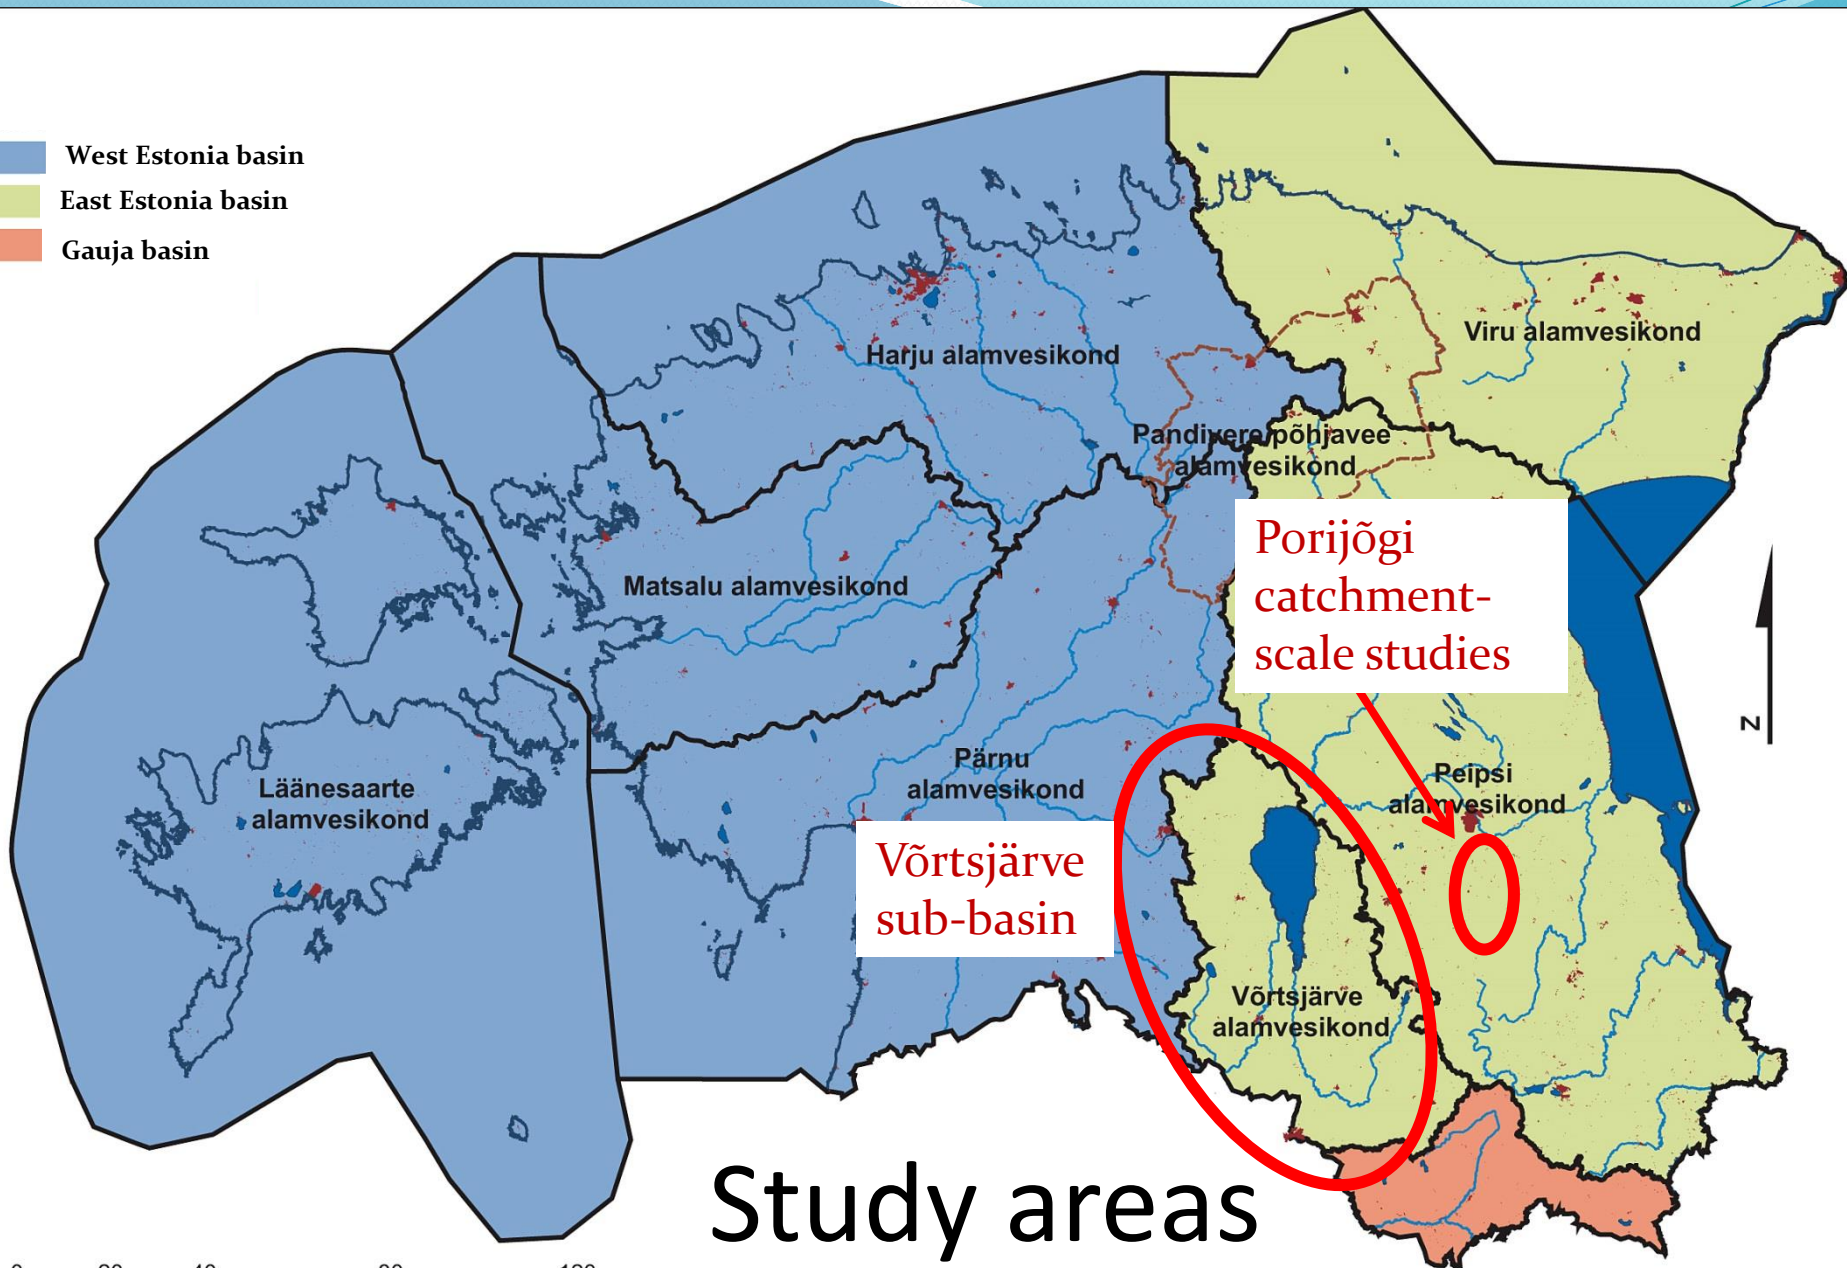 West Estonia basin
East Estonia basin
Gauja basin
Harju alamvesikond
Viru alamvesikond
Pandivere põhjavee
alamvesikond
Porijõgi
catchment-
scale studies
Matsalu alamvesikond
N
Pärnu
alamvesikond
Peipsi
alamvesikond
Läänesaarte
alamvesikond
Võrtsjärve
sub-basin
Võrtsjärve
alamvesikond
Study areas